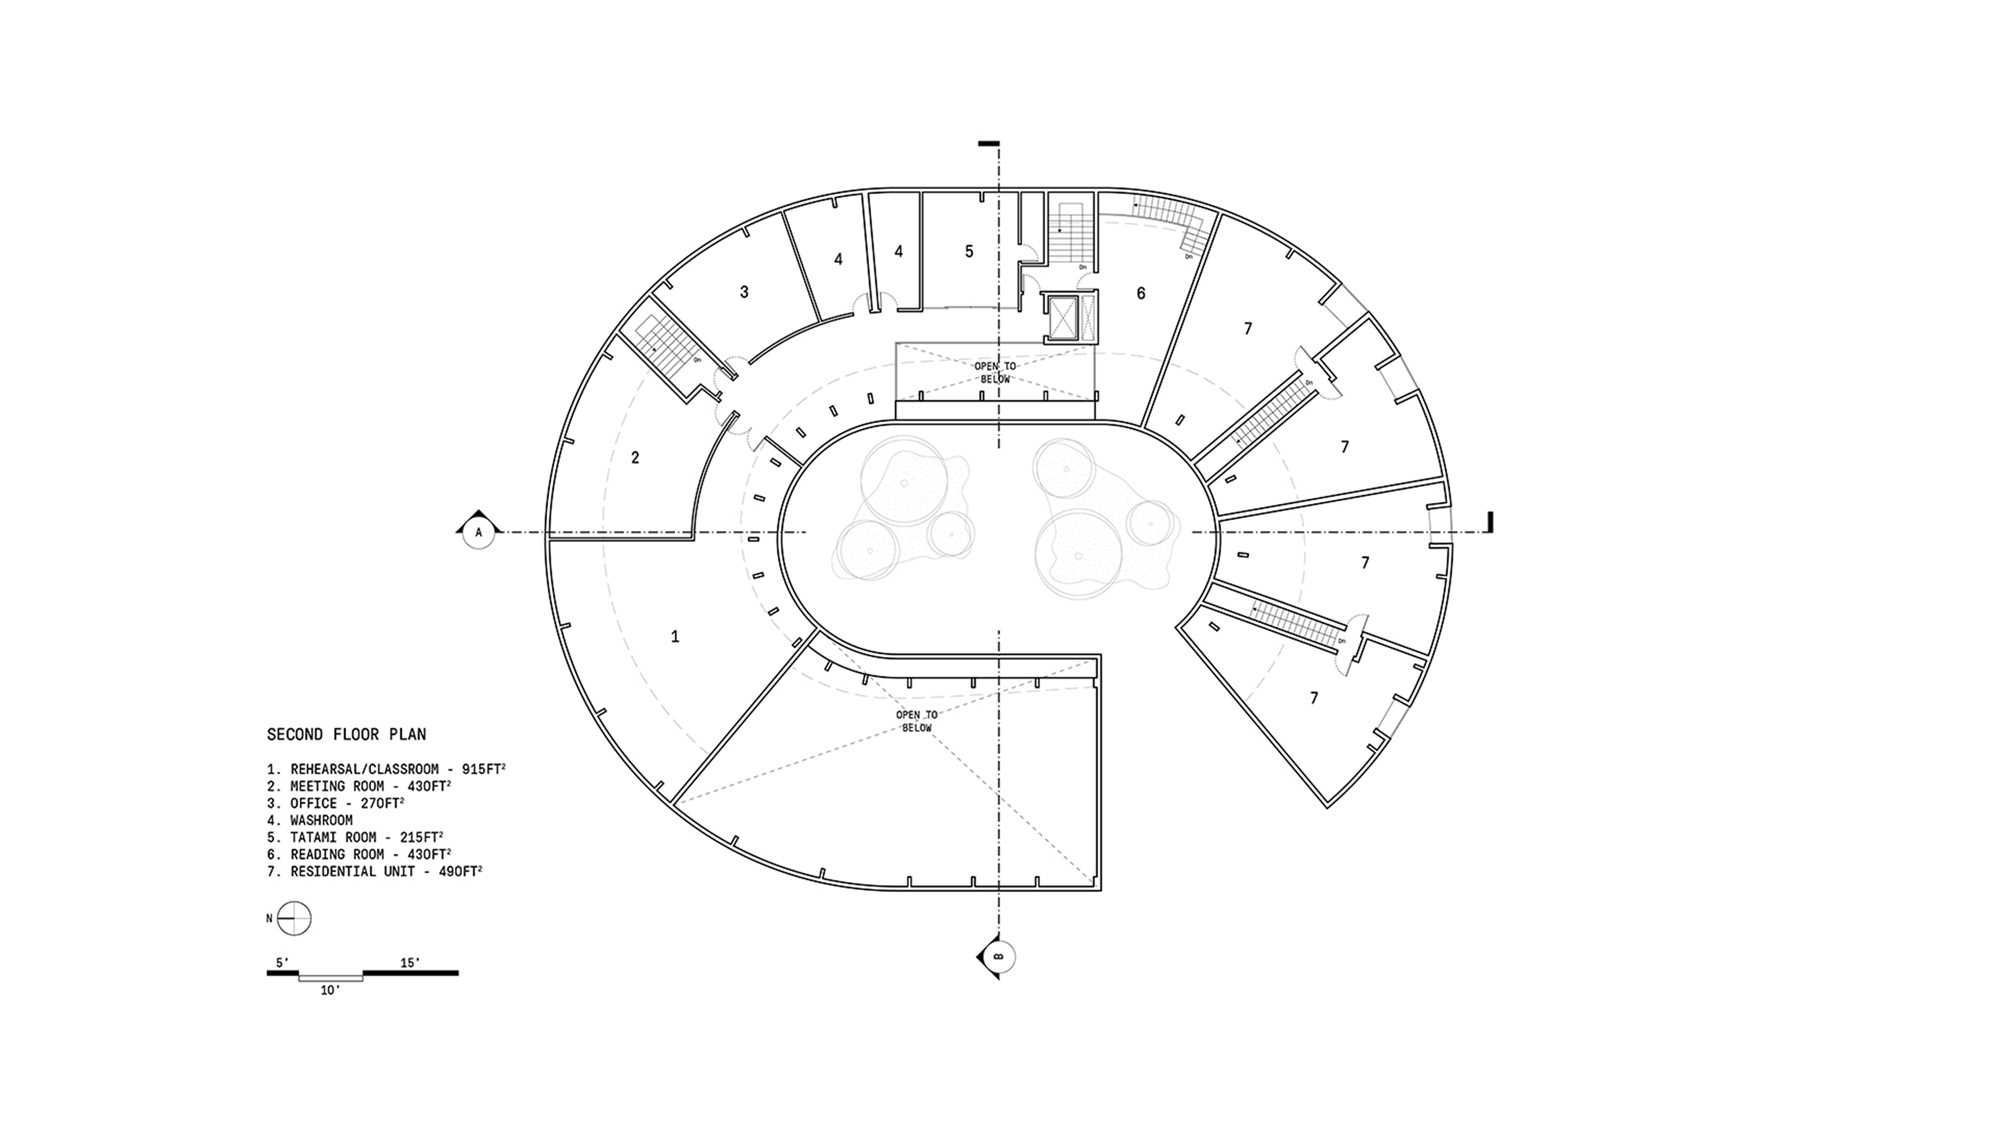 4
4
5
3
6
Dn
Dn
7
Dn
OPEN TO
BELOW
Dn
7
2
A
7
1
Dn
7
OPEN TO
BELOW
SECOND FLOOR PLAN
1. REHEARSAL/CLASSROOM - 915FT²
2. MEETING ROOM - 430FT²
3. OFFICE - 270FT²
4. WASHROOM
5. TATAMI ROOM - 215FT²
6. READING ROOM - 430FT²
7. RESIDENTIAL UNIT - 490FT²
N
B
5' 15'
10'